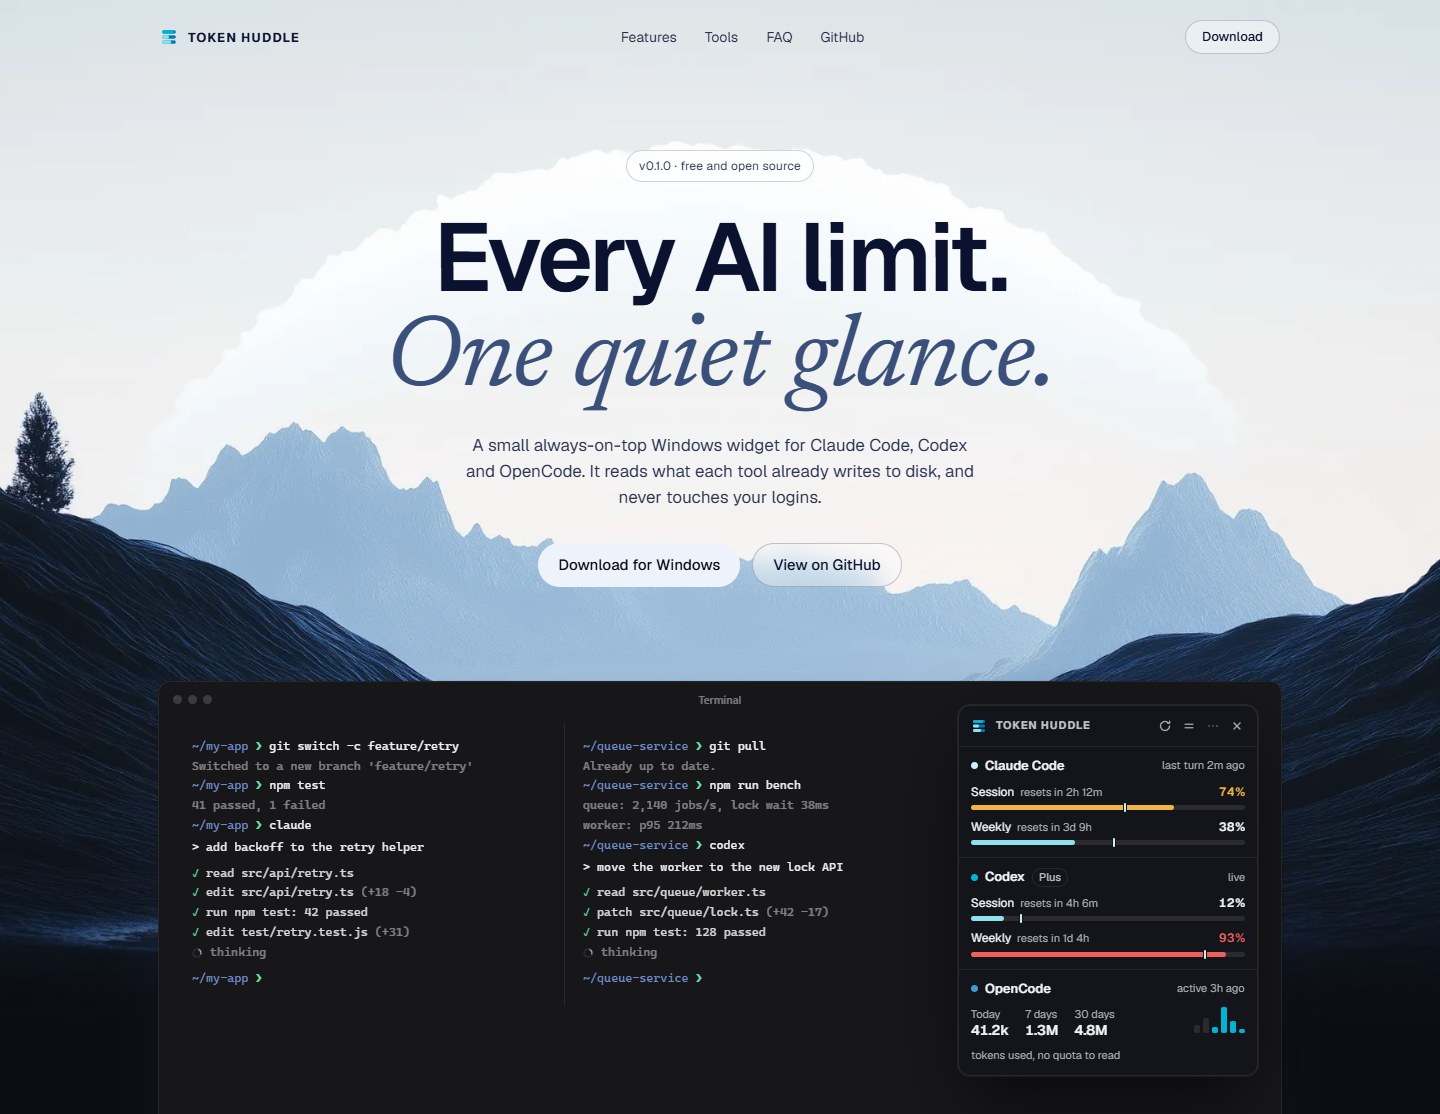 TOKEN HUDDLE
Features
Tools
FAQ
GitHub
Download
v0.1.0 · free and open source
Every AI limit.
One quiet glance.
A small always-on-top Windows widget for Claude Code, Codex
and OpenCode. It reads what each tool already writes to disk, and
never touches your logins.
Download for Windows
View on GitHub
Terminal
~/my-app ❯ git switch -c feature/retry
Switched to a new branch 'feature/retry'
~/my-app ❯ npm test
41 passed, 1 failed
~/my-app ❯ claude
> add backoff to the retry helper
✓ read src/api/retry.ts
✓ edit src/api/retry.ts (+18 −4)
✓ run npm test: 42 passed
✓ edit test/retry.test.js (+31)
thinking
~/my-app ❯
~/queue-service ❯ git pull
Already up to date.
~/queue-service ❯ npm run bench
queue: 2,140 jobs/s, lock wait 38ms
worker: p95 212ms
~/queue-service ❯ codex
> move the worker to the new lock API
✓ read src/queue/worker.ts
✓ patch src/queue/lock.ts (+42 −17)
✓ run npm test: 128 passed
thinking
~/queue-service ❯
TOKEN HUDDLE
Claude Code last turn 2m ago
Session resets in 2h 12m 74%
Weekly resets in 3d 9h 38%
Codex Plus live
Session resets in 4h 6m 12%
Weekly resets in 1d 4h 93%
OpenCode active 3h ago
Today 7 days 30 days
41.2k 1.3M 4.8M
tokens used, no quota to read